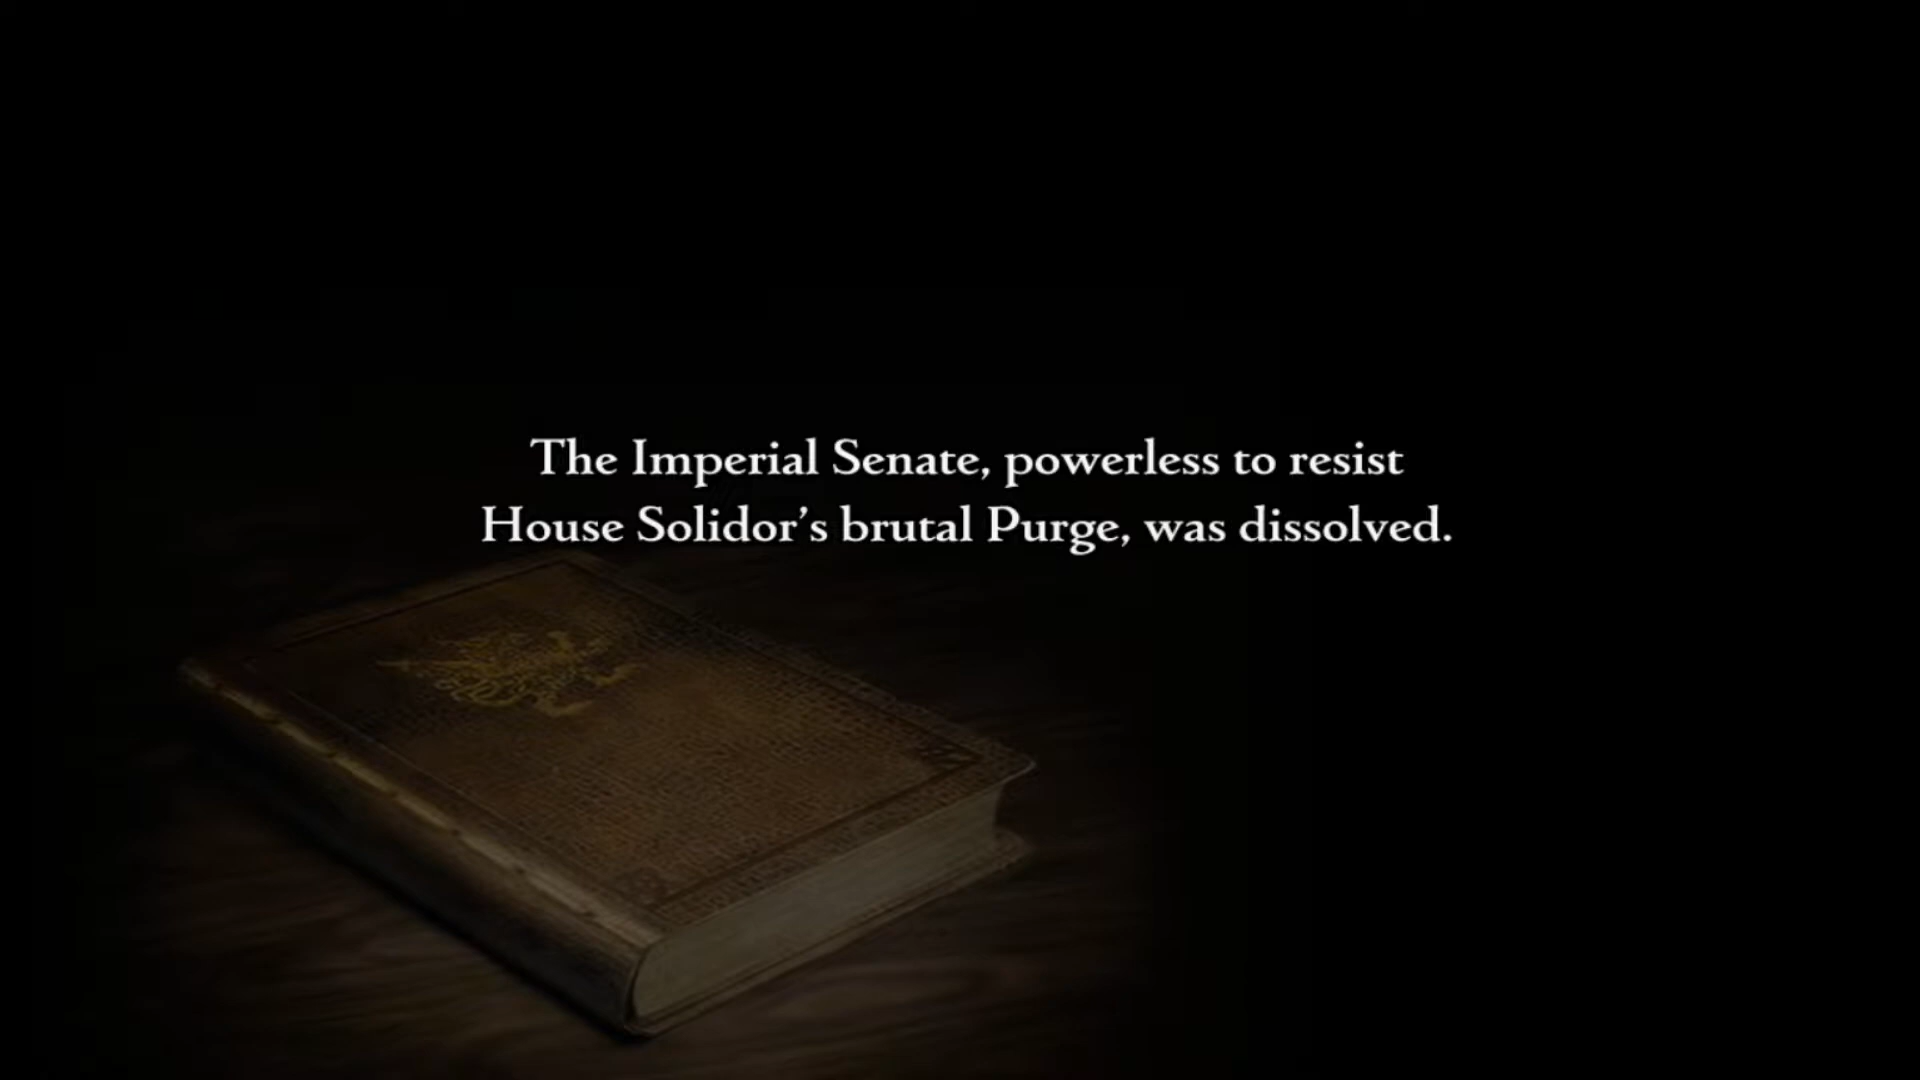 The Imperial Senate, powerless to resist
House Solidor’s brutal Purge, was dissolved.